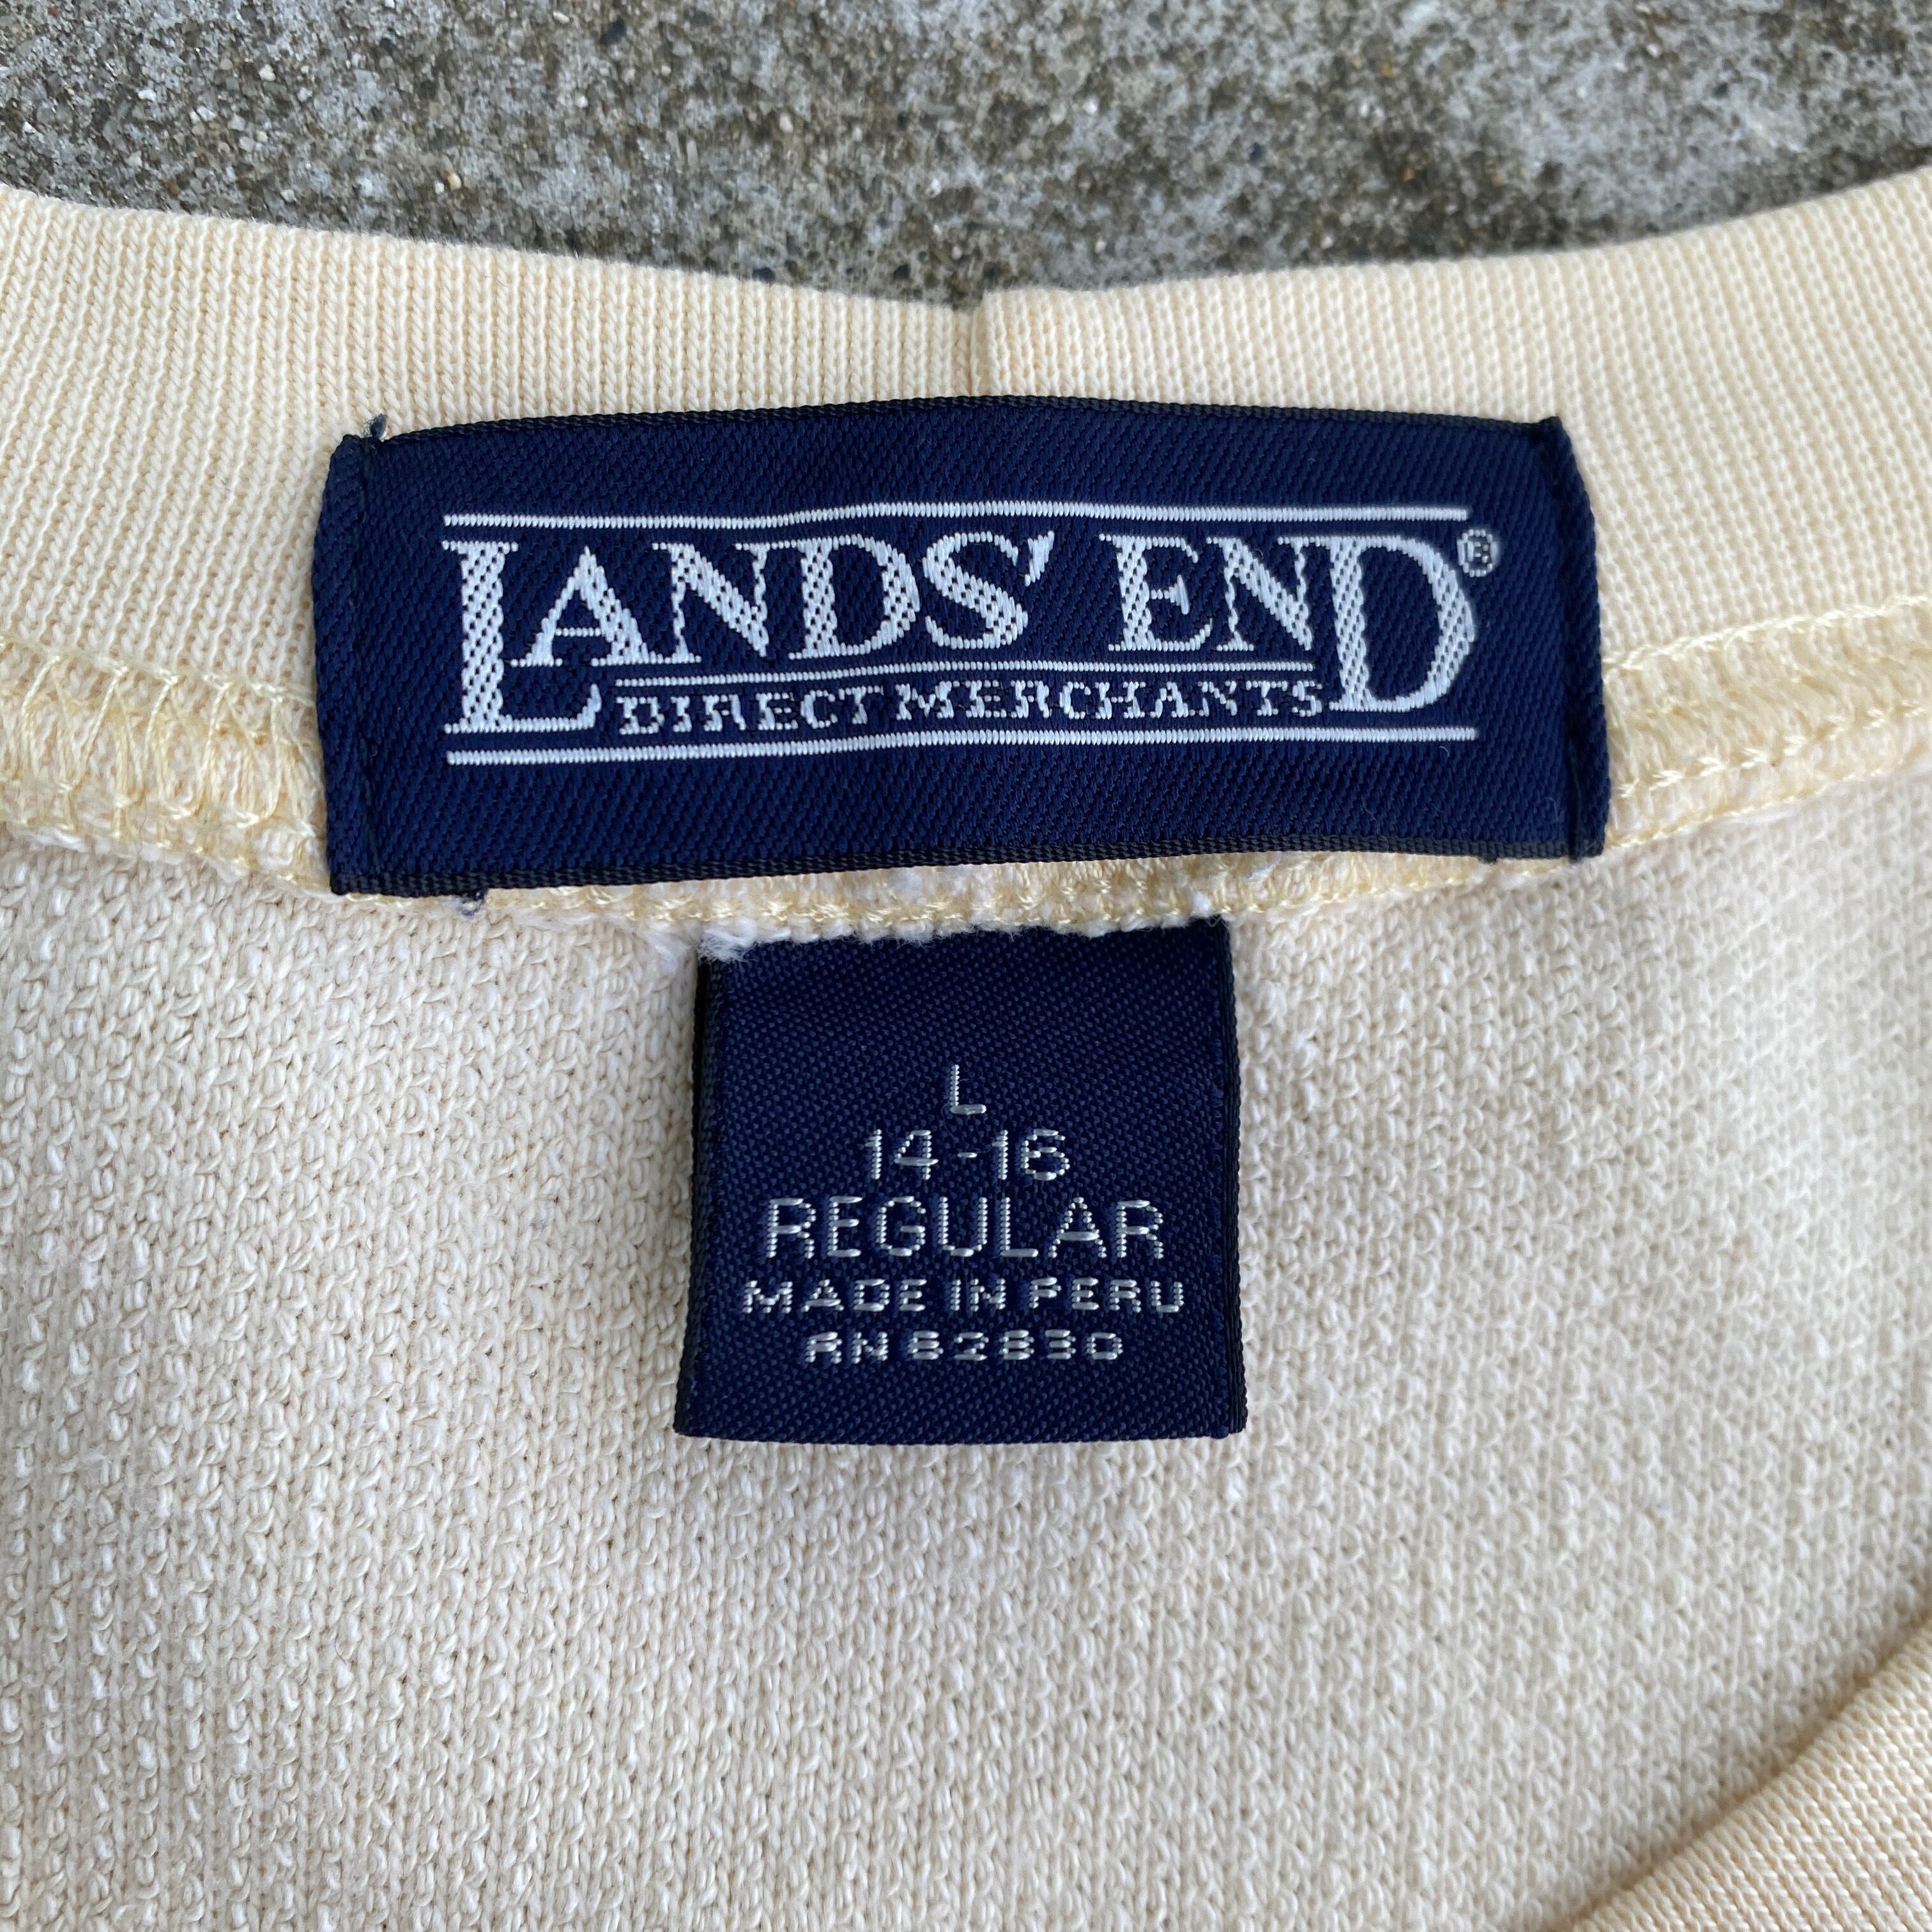 LANDS' END®
DIRECT MERCHANTS
L
14-16
REGULAR
MADE IN PERU
RN 62830